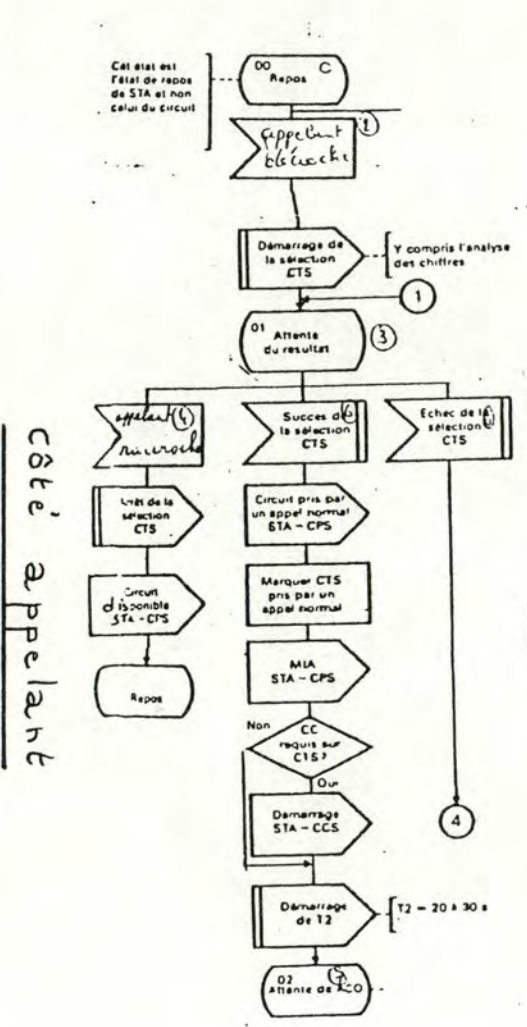 Cet état est
l'état de repos
de STA et non
celui du circuit
00 C
Repos
appelant
décroche
Démarrage de
la sélection
CTS
Y compris l'analyse
des chiffres
1
01
Attente
du resultat
3
appelant
raccroche
Succès de
la sélection
CTS
Echec de la
sélection
CTS
Arrêt de la
sélection
CTS
Circuit pris par
un appel normal
STA - CPS
Circuit
disponible
STA - CPS
Marquer CTS
pris par un
appel normal
Repos
MIA
STA - CPS
Non
CC
requis sur
CTS?
Oui
4
Démarrage
STA - CCS
Démarrage
de T2
T2 = 20 à 30 s
02
Attente de
côté appelant